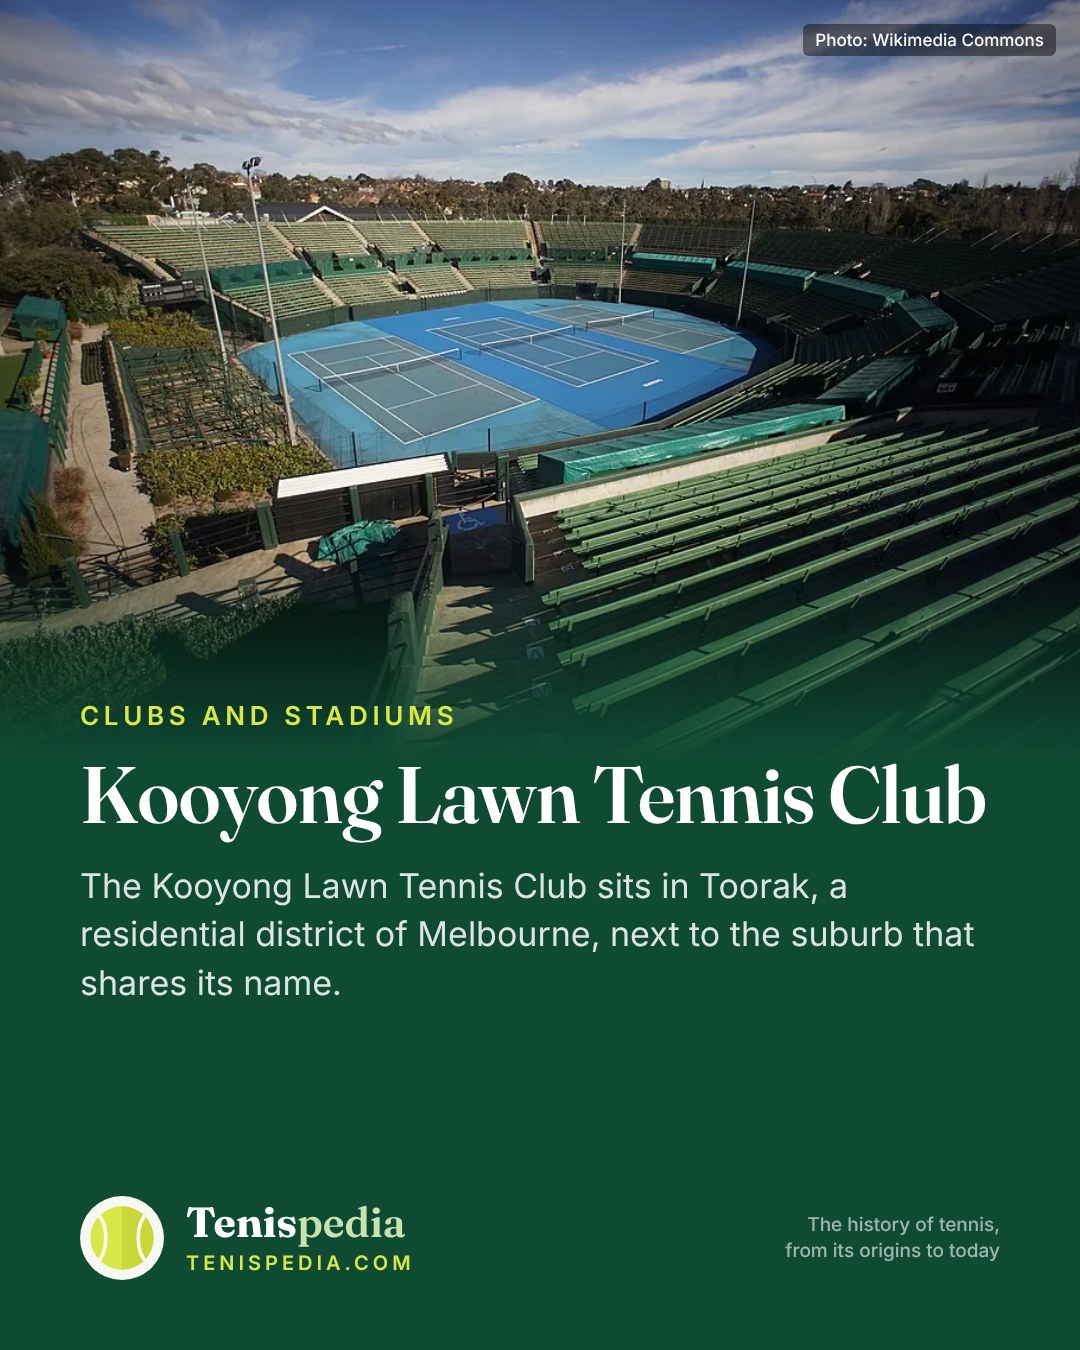 Photo: Wikimedia Commons
CLUBS AND STADIUMS
Kooyong Lawn Tennis Club
The Kooyong Lawn Tennis Club sits in Toorak, a
residential district of Melbourne, next to the suburb that
shares its name.
Tenispedia
TENISPEDIA.COM
The history of tennis,
from its origins to today